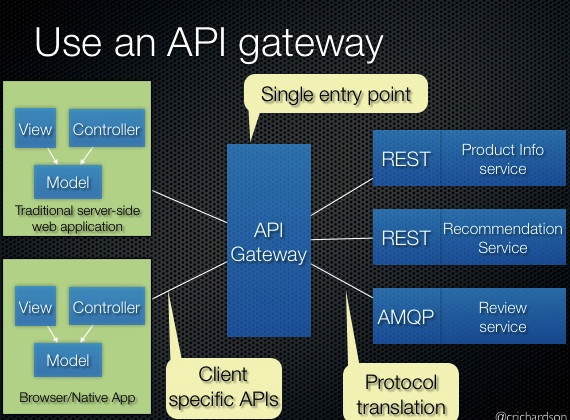 Use an API gateway
Single entry point
View
Controller
Model
Traditional server-side
web application
API
Gateway
REST
Product Info
service
REST
Recommendation
Service
AMQP
Review
service
View
Controller
Model
Browser/Native App
Client
specific APIs
Protocol
translation
@crichardson